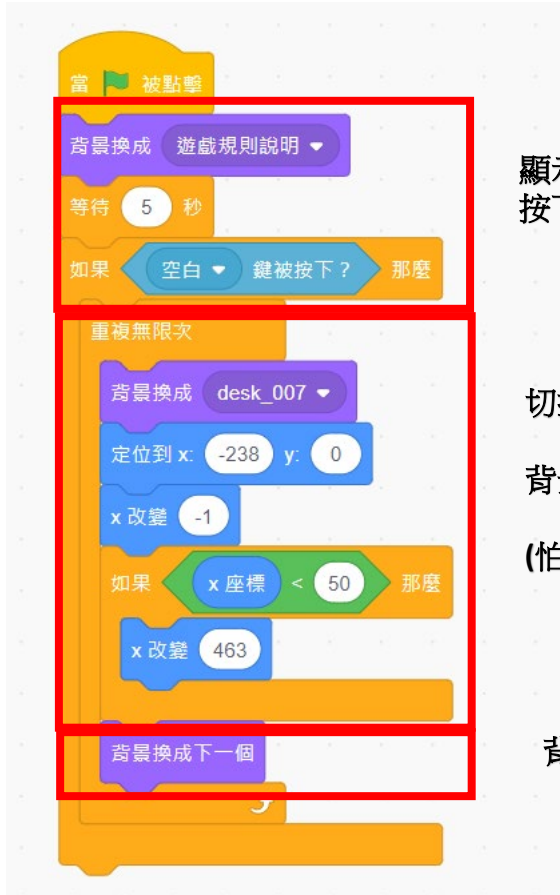 當 被點擊
背景換成 遊戲規則說明
等待 5 秒
如果 空白 鍵被按下？ 那麼
顯
按
重複無限次
背景換成 desk_007
定位到 x: -238 y: 0
切
x 改變 -1
背
如果 x 座標 < 50 那麼
(怕
x 改變 463
背景換成下一個
背